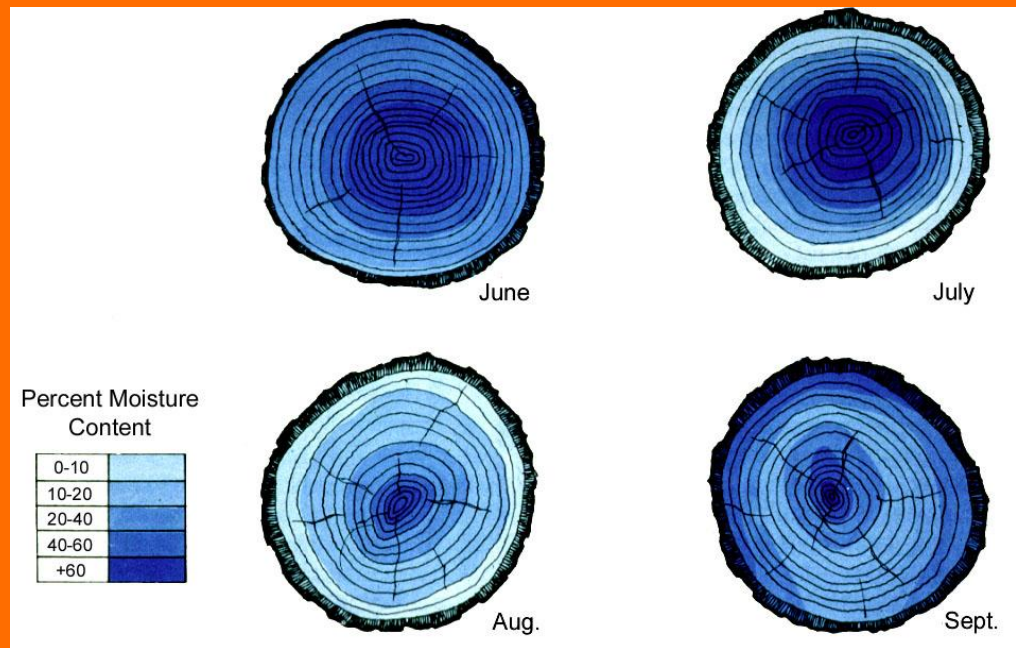 June
July
Percent Moisture
Content
0-10
10-20
20-40
40-60
+60
Aug.
Sept.